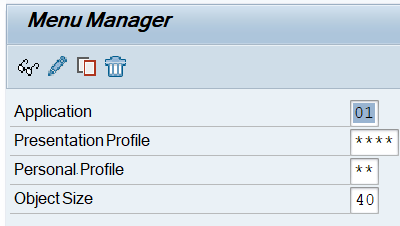 Menu Manager
Application 01
Presentation Profile ****
Personal Profile **
Object Size 40